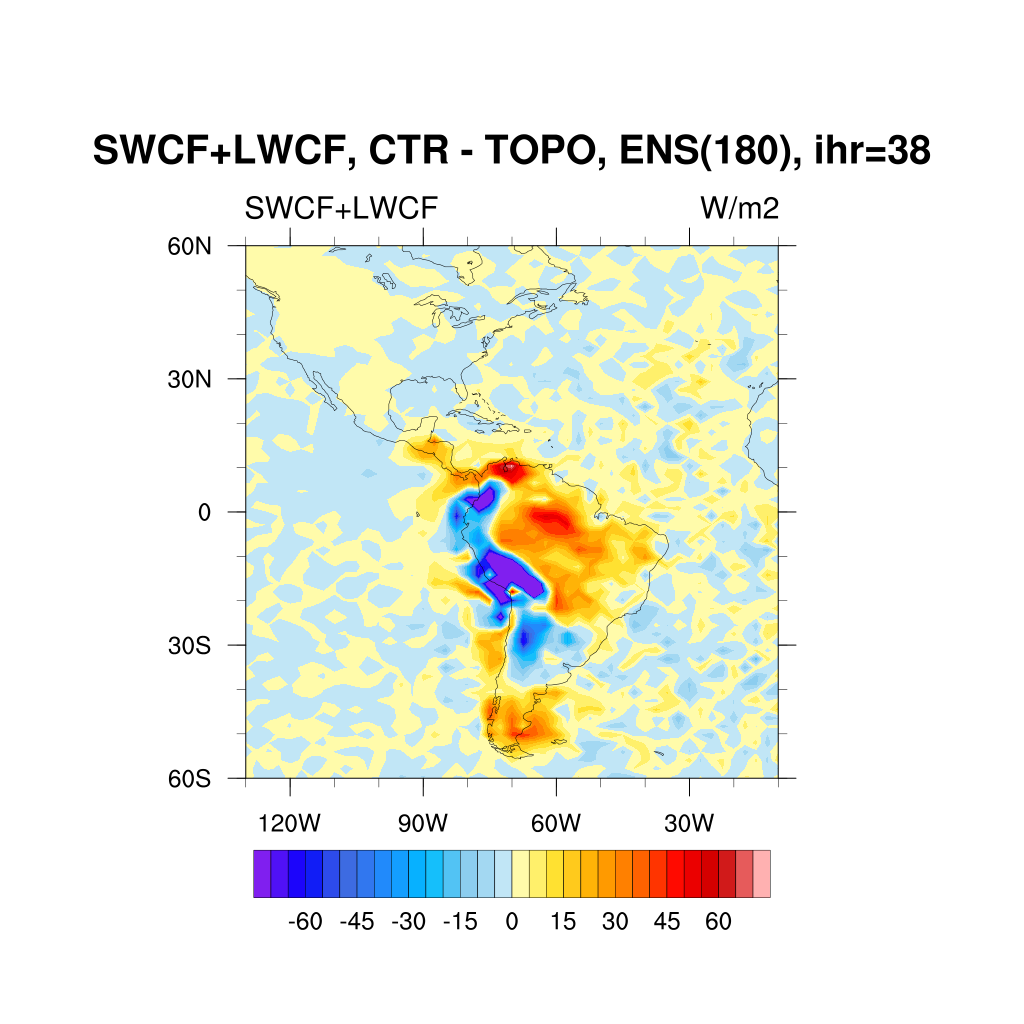 SWCF+LWCF, CTR - TOPO, ENS(180), ihr=38
SWCF+LWCF W/m2
60N
30N
0
30S
60S
120W 90W 60W 30W
-60 -45 -30 -15 0 15 30 45 60